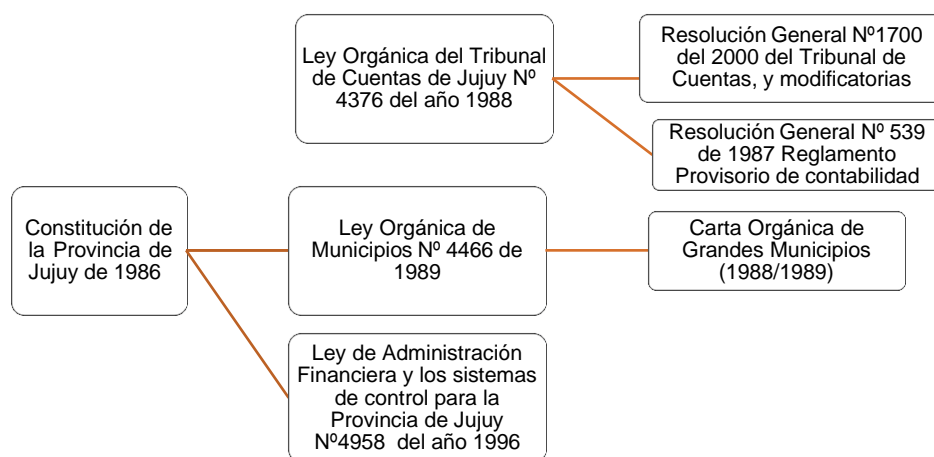 Ley Orgánica del Tribunal
de Cuentas de Jujuy Nº
4376 del año 1988
Resolución General Nº1700
del 2000 del Tribunal de
Cuentas, y modificatorias
Resolución General Nº 539
de 1987 Reglamento
Provisorio de contabilidad
Constitución de
la Provincia de
Jujuy de 1986
Ley Orgánica de
Municipios Nº 4466 de
1989
Carta Orgánica de
Grandes Municipios
(1988/1989)
Ley de Administración
Financiera y los sistemas
de control para la
Provincia de Jujuy
Nº4958 del año 1996